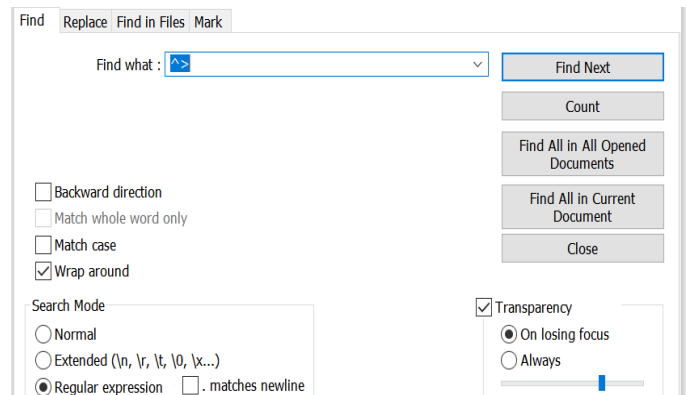 Find Replace Find in Files Mark
Find what : ^>
Find Next
Count
Find All in All Opened
Documents
Backward direction
Find All in Current
Document
Match whole word only
Match case
Close
Wrap around
Search Mode
Transparency
Normal
On losing focus
Extended (\n, \r, \t, \0, \x...)
Always
Regular expression . matches newline